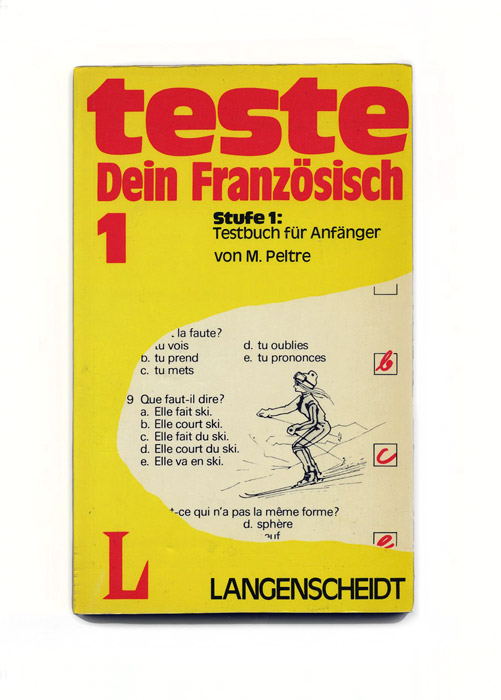 teste
Dein Französisch
1
Stufe 1:
Testbuch für Anfänger
von M. Peltre
la faute?
tu vois
b. tu prend
c. tu mets
d. tu oublies
e. tu prononces
b
9 Que faut-il dire?
a. Elle fait ski.
b. Elle court ski.
c. Elle fait du ski.
d. Elle court du ski.
e. Elle va en ski.
c
-ce qui n'a pas la même forme?
d. sphère
e
L
LANGENSCHEIDT